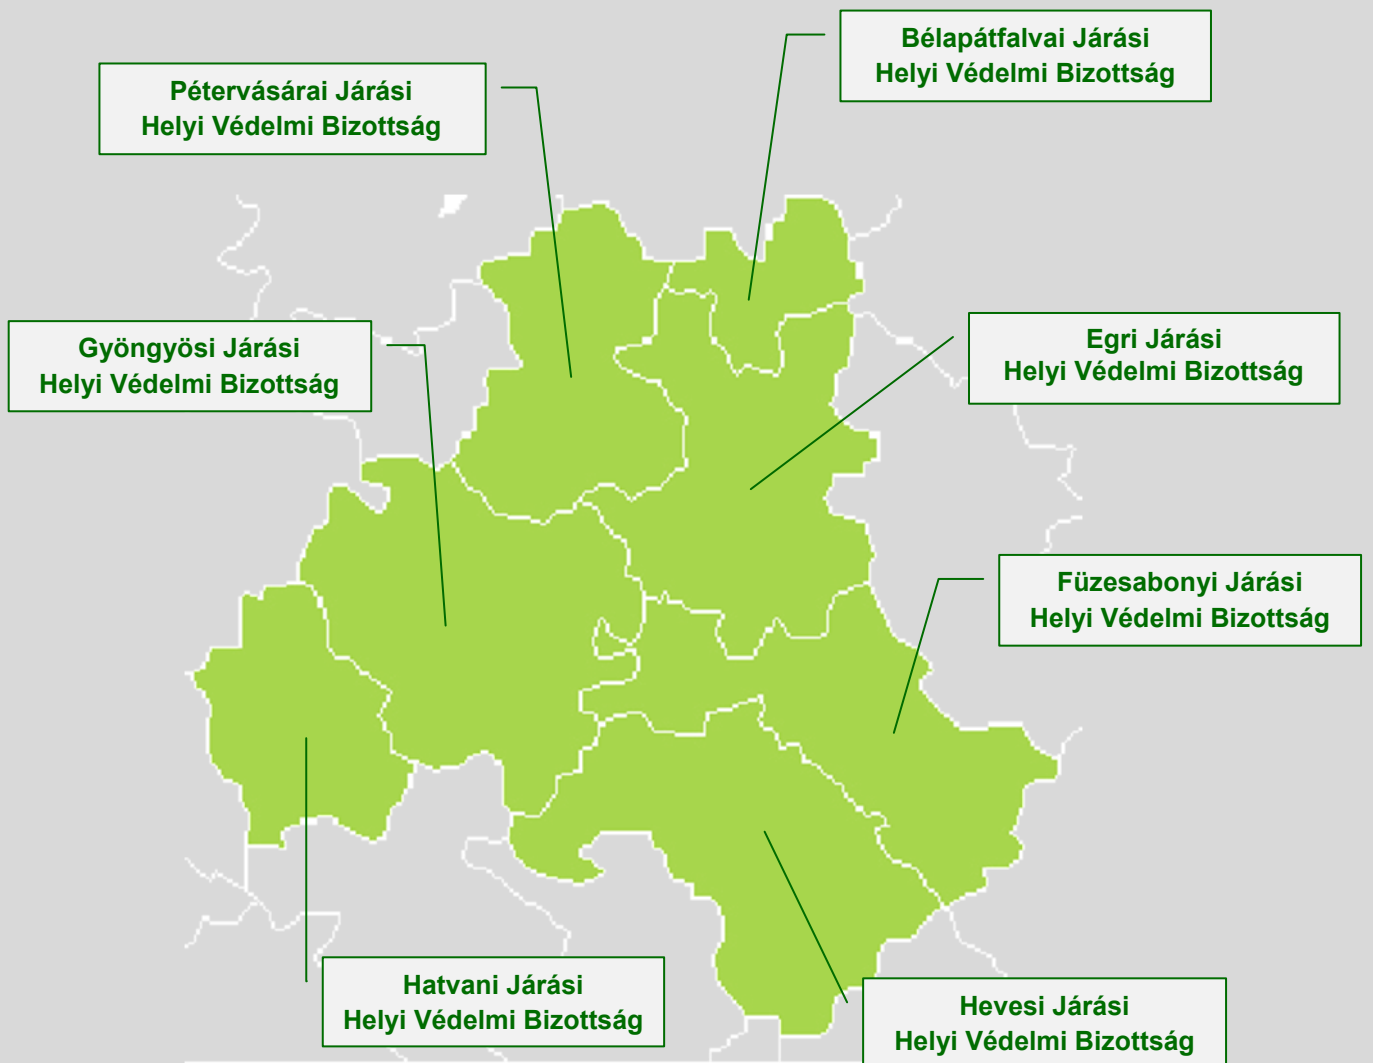 Bélapátfalvai Járási
Helyi Védelmi Bizottság
Pétervásárai Járási
Helyi Védelmi Bizottság
Gyöngyösi Járási
Helyi Védelmi Bizottság
Egri Járási
Helyi Védelmi Bizottság
Füzesabonyi Járási
Helyi Védelmi Bizottság
Hatvani Járási
Helyi Védelmi Bizottság
Hevesi Járási
Helyi Védelmi Bizottság